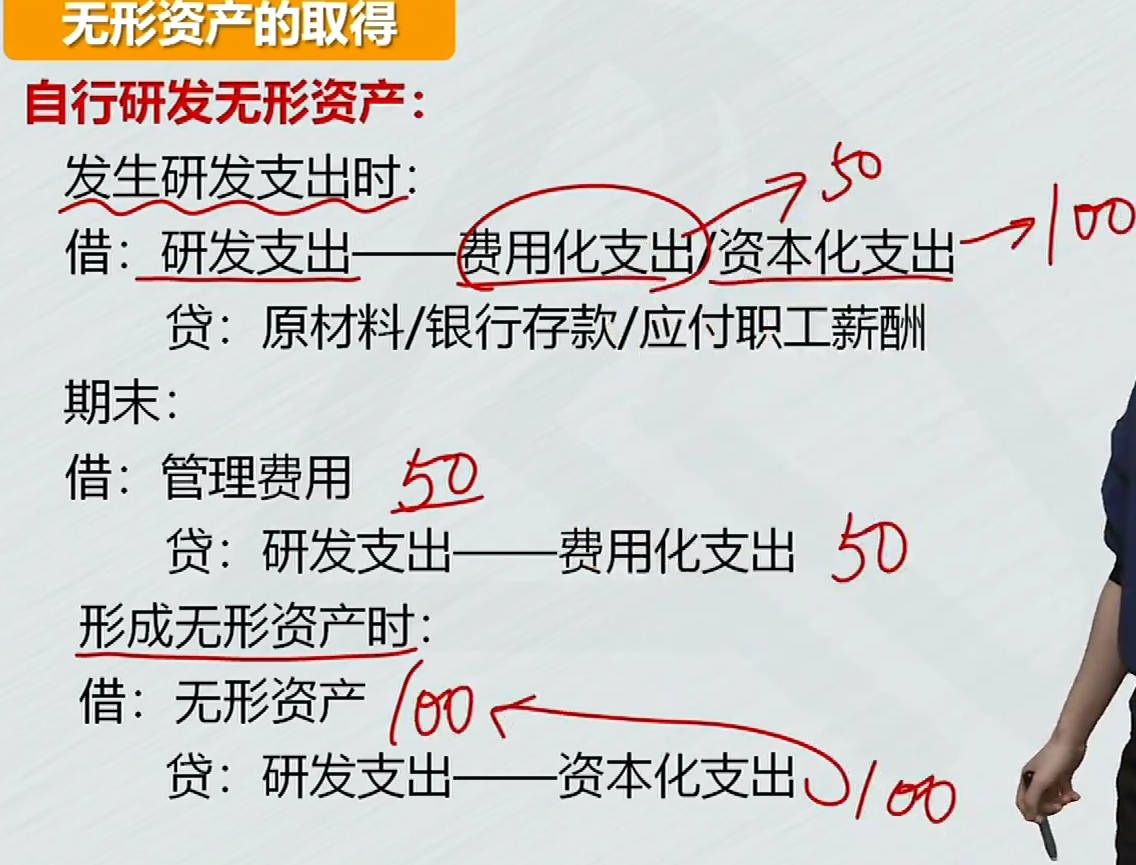 无形资产的取得
自行研发无形资产：
发生研发支出时：
50
借：研发支出——费用化支出/资本化支出 100
贷：原材料/银行存款/应付职工薪酬
期末：
借：管理费用 50
贷：研发支出——费用化支出 50
形成无形资产时：
借：无形资产 100
贷：研发支出——资本化支出 100